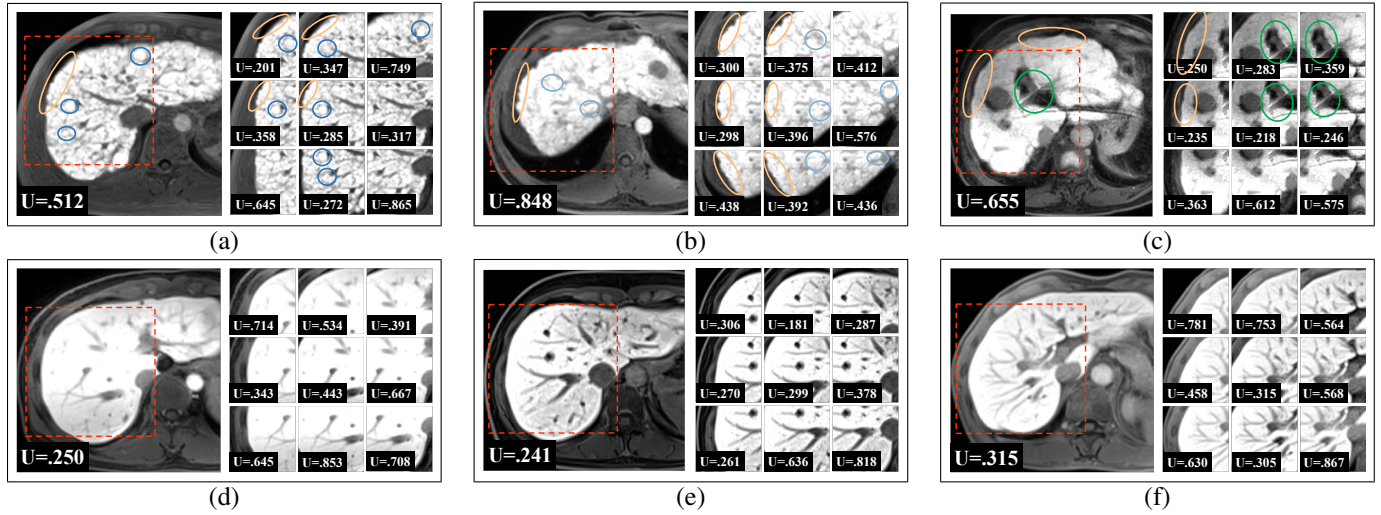 U=.512
U=.201 U=.347 U=.749
U=.358 U=.285 U=.317
U=.645 U=.272 U=.865
(a)
U=.848
U=.300 U=.375 U=.412
U=.298 U=.396 U=.576
U=.438 U=.392 U=.436
(b)
U=.655
U=.250 U=.283 U=.359
U=.235 U=.218 U=.246
U=.363 U=.612 U=.575
(c)
U=.250
U=.714 U=.534 U=.391
U=.343 U=.443 U=.667
U=.645 U=.853 U=.708
(d)
U=.241
U=.306 U=.181 U=.287
U=.270 U=.299 U=.378
U=.261 U=.636 U=.818
(e)
U=.315
U=.781 U=.753 U=.564
U=.458 U=.315 U=.568
U=.630 U=.305 U=.867
(f)